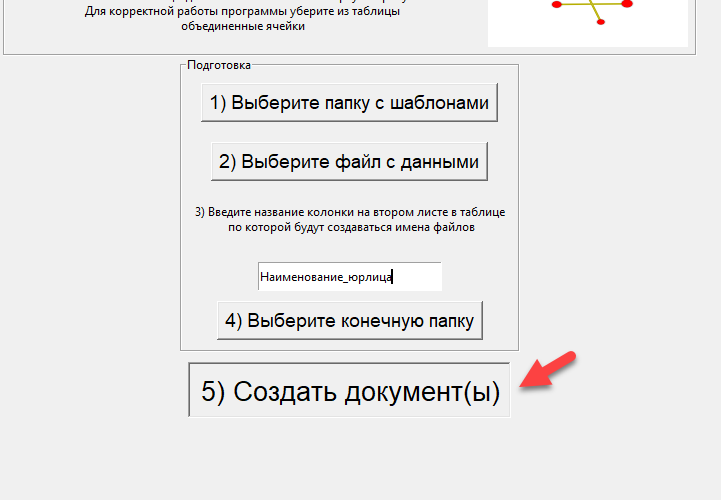 Для корректной работы программы уберите из таблицы
объединенные ячейки
Подготовка
1) Выберите папку с шаблонами
2) Выберите файл с данными
3) Введите название колонки на втором листе в таблице
по которой будут создаваться имена файлов
Наименование_юрлица
4) Выберите конечную папку
5) Создать документ(ы)